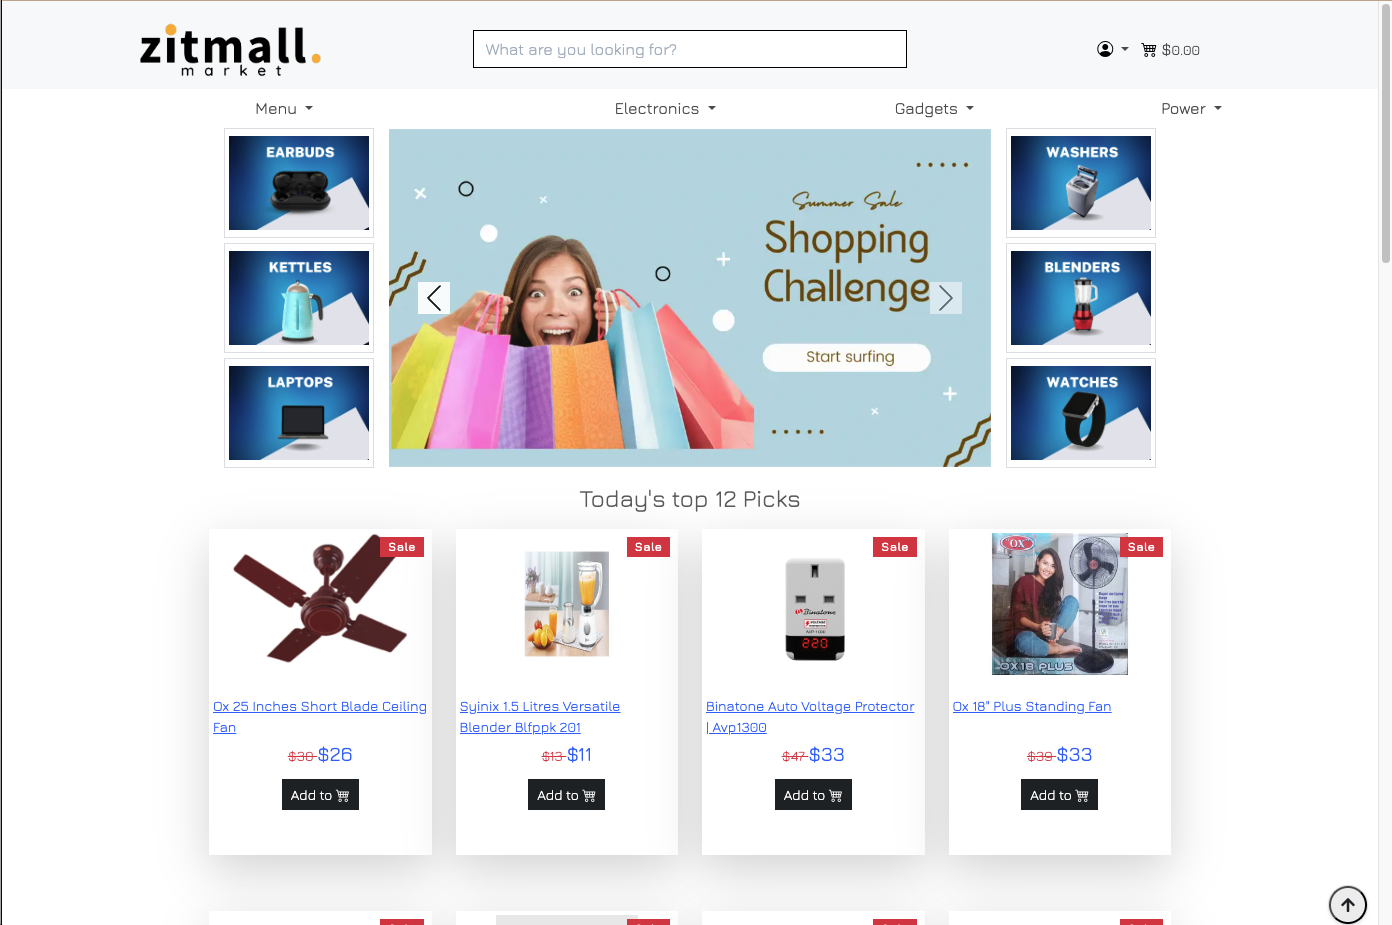 zitmall.
market
What are you looking for?
$0.00
Menu
Electronics
Gadgets
Power
EARBUDS
KETTLES
LAPTOPS
Summer Sale
Shopping
Challenge
Start surfing
WASHERS
BLENDERS
WATCHES
Today's top 12 Picks
Sale
Ox 25 Inches Short Blade Ceiling
Fan
$30 $26
Add to
Sale
Syinix 1.5 Litres Versatile
Blender Blfppk 201
$13 $11
Add to
Sale
Binatone
AVP-1300
220
Binatone Auto Voltage Protector
| Avp1300
$47 $33
Add to
Sale
OX
OX18 PLUS
Ox 18" Plus Standing Fan
$39 $33
Add to